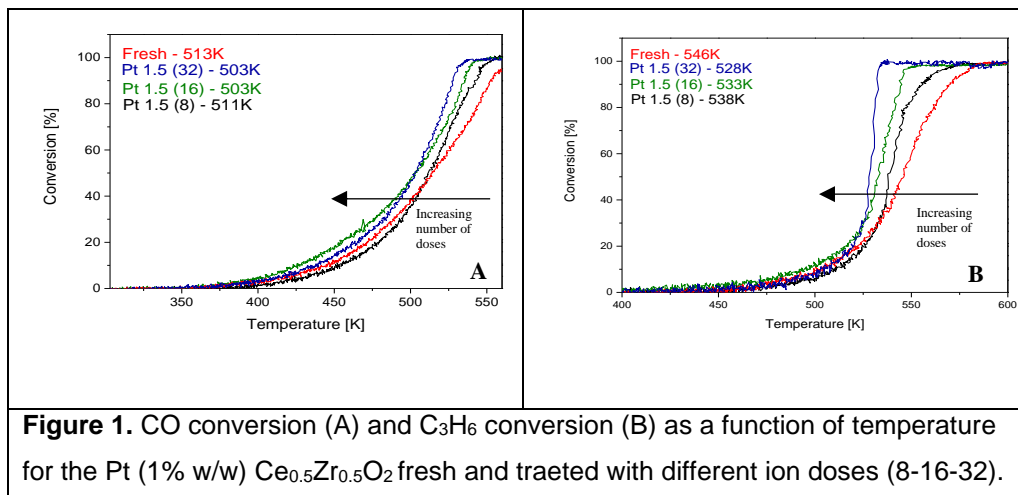 100
80
60
40
20
0
Conversion [%]
Fresh - 513K
Pt 1.5 (32) - 503K
Pt 1.5 (16) - 503K
Pt 1.5 (8) - 511K
Increasing
number of
doses
A
350
400
450
500
550
Temperature [K]
100
80
60
40
20
0
Conversion [%]
Fresh - 546K
Pt 1.5 (32) - 528K
Pt 1.5 (16) - 533K
Pt 1.5 (8) - 538K
Increasing
number of
doses
B
400
450
500
550
600
Temperature [K]
Figure 1. CO conversion (A) and C₃H₆ conversion (B) as a function of temperature
for the Pt (1% w/w) Ce₀.₅Zr₀.₅O₂ fresh and traeted with different ion doses (8-16-32).